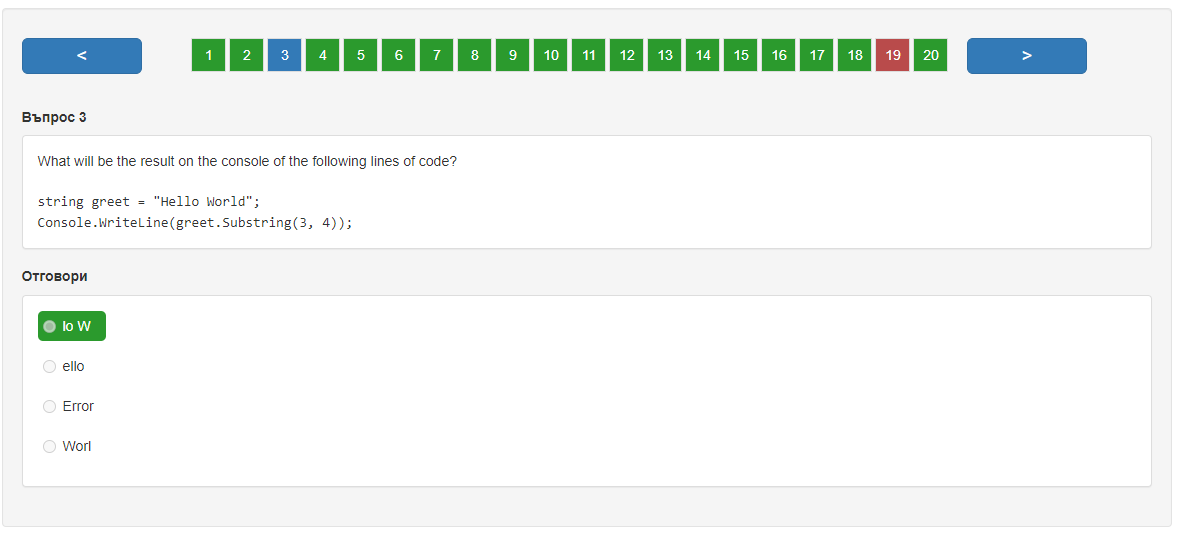 < 1 2 3 4 5 6 7 8 9 10 11 12 13 14 15 16 17 18 19 20 >
Въпрос 3
What will be the result on the console of the following lines of code?
string greet = "Hello World";
Console.WriteLine(greet.Substring(3, 4));
Отговори
lo W
ello
Error
Worl